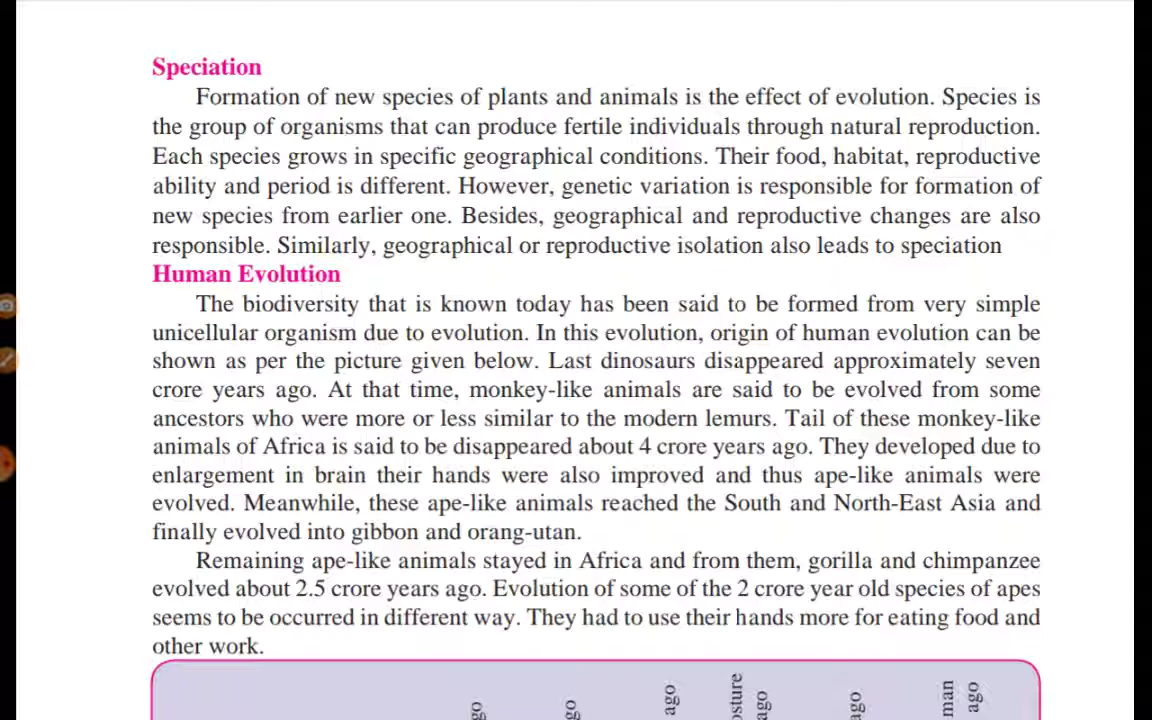 Speciation
Formation of new species of plants and animals is the effect of evolution. Species is
the group of organisms that can produce fertile individuals through natural reproduction.
Each species grows in specific geographical conditions. Their food, habitat, reproductive
ability and period is different. However, genetic variation is responsible for formation of
new species from earlier one. Besides, geographical and reproductive changes are also
responsible. Similarly, geographical or reproductive isolation also leads to speciation
Human Evolution
The biodiversity that is known today has been said to be formed from very simple
unicellular organism due to evolution. In this evolution, origin of human evolution can be
shown as per the picture given below. Last dinosaurs disappeared approximately seven
crore years ago. At that time, monkey-like animals are said to be evolved from some
ancestors who were more or less similar to the modern lemurs. Tail of these monkey-like
animals of Africa is said to be disappeared about 4 crore years ago. They developed due to
enlargement in brain their hands were also improved and thus ape-like animals were
evolved. Meanwhile, these ape-like animals reached the South and North-East Asia and
finally evolved into gibbon and orang-utan.
Remaining ape-like animals stayed in Africa and from them, gorilla and chimpanzee
evolved about 2.5 crore years ago. Evolution of some of the 2 crore year old species of apes
seems to be occurred in different way. They had to use their hands more for eating food and
other work.
go
go
ago
osture
ago
ago
man
ago